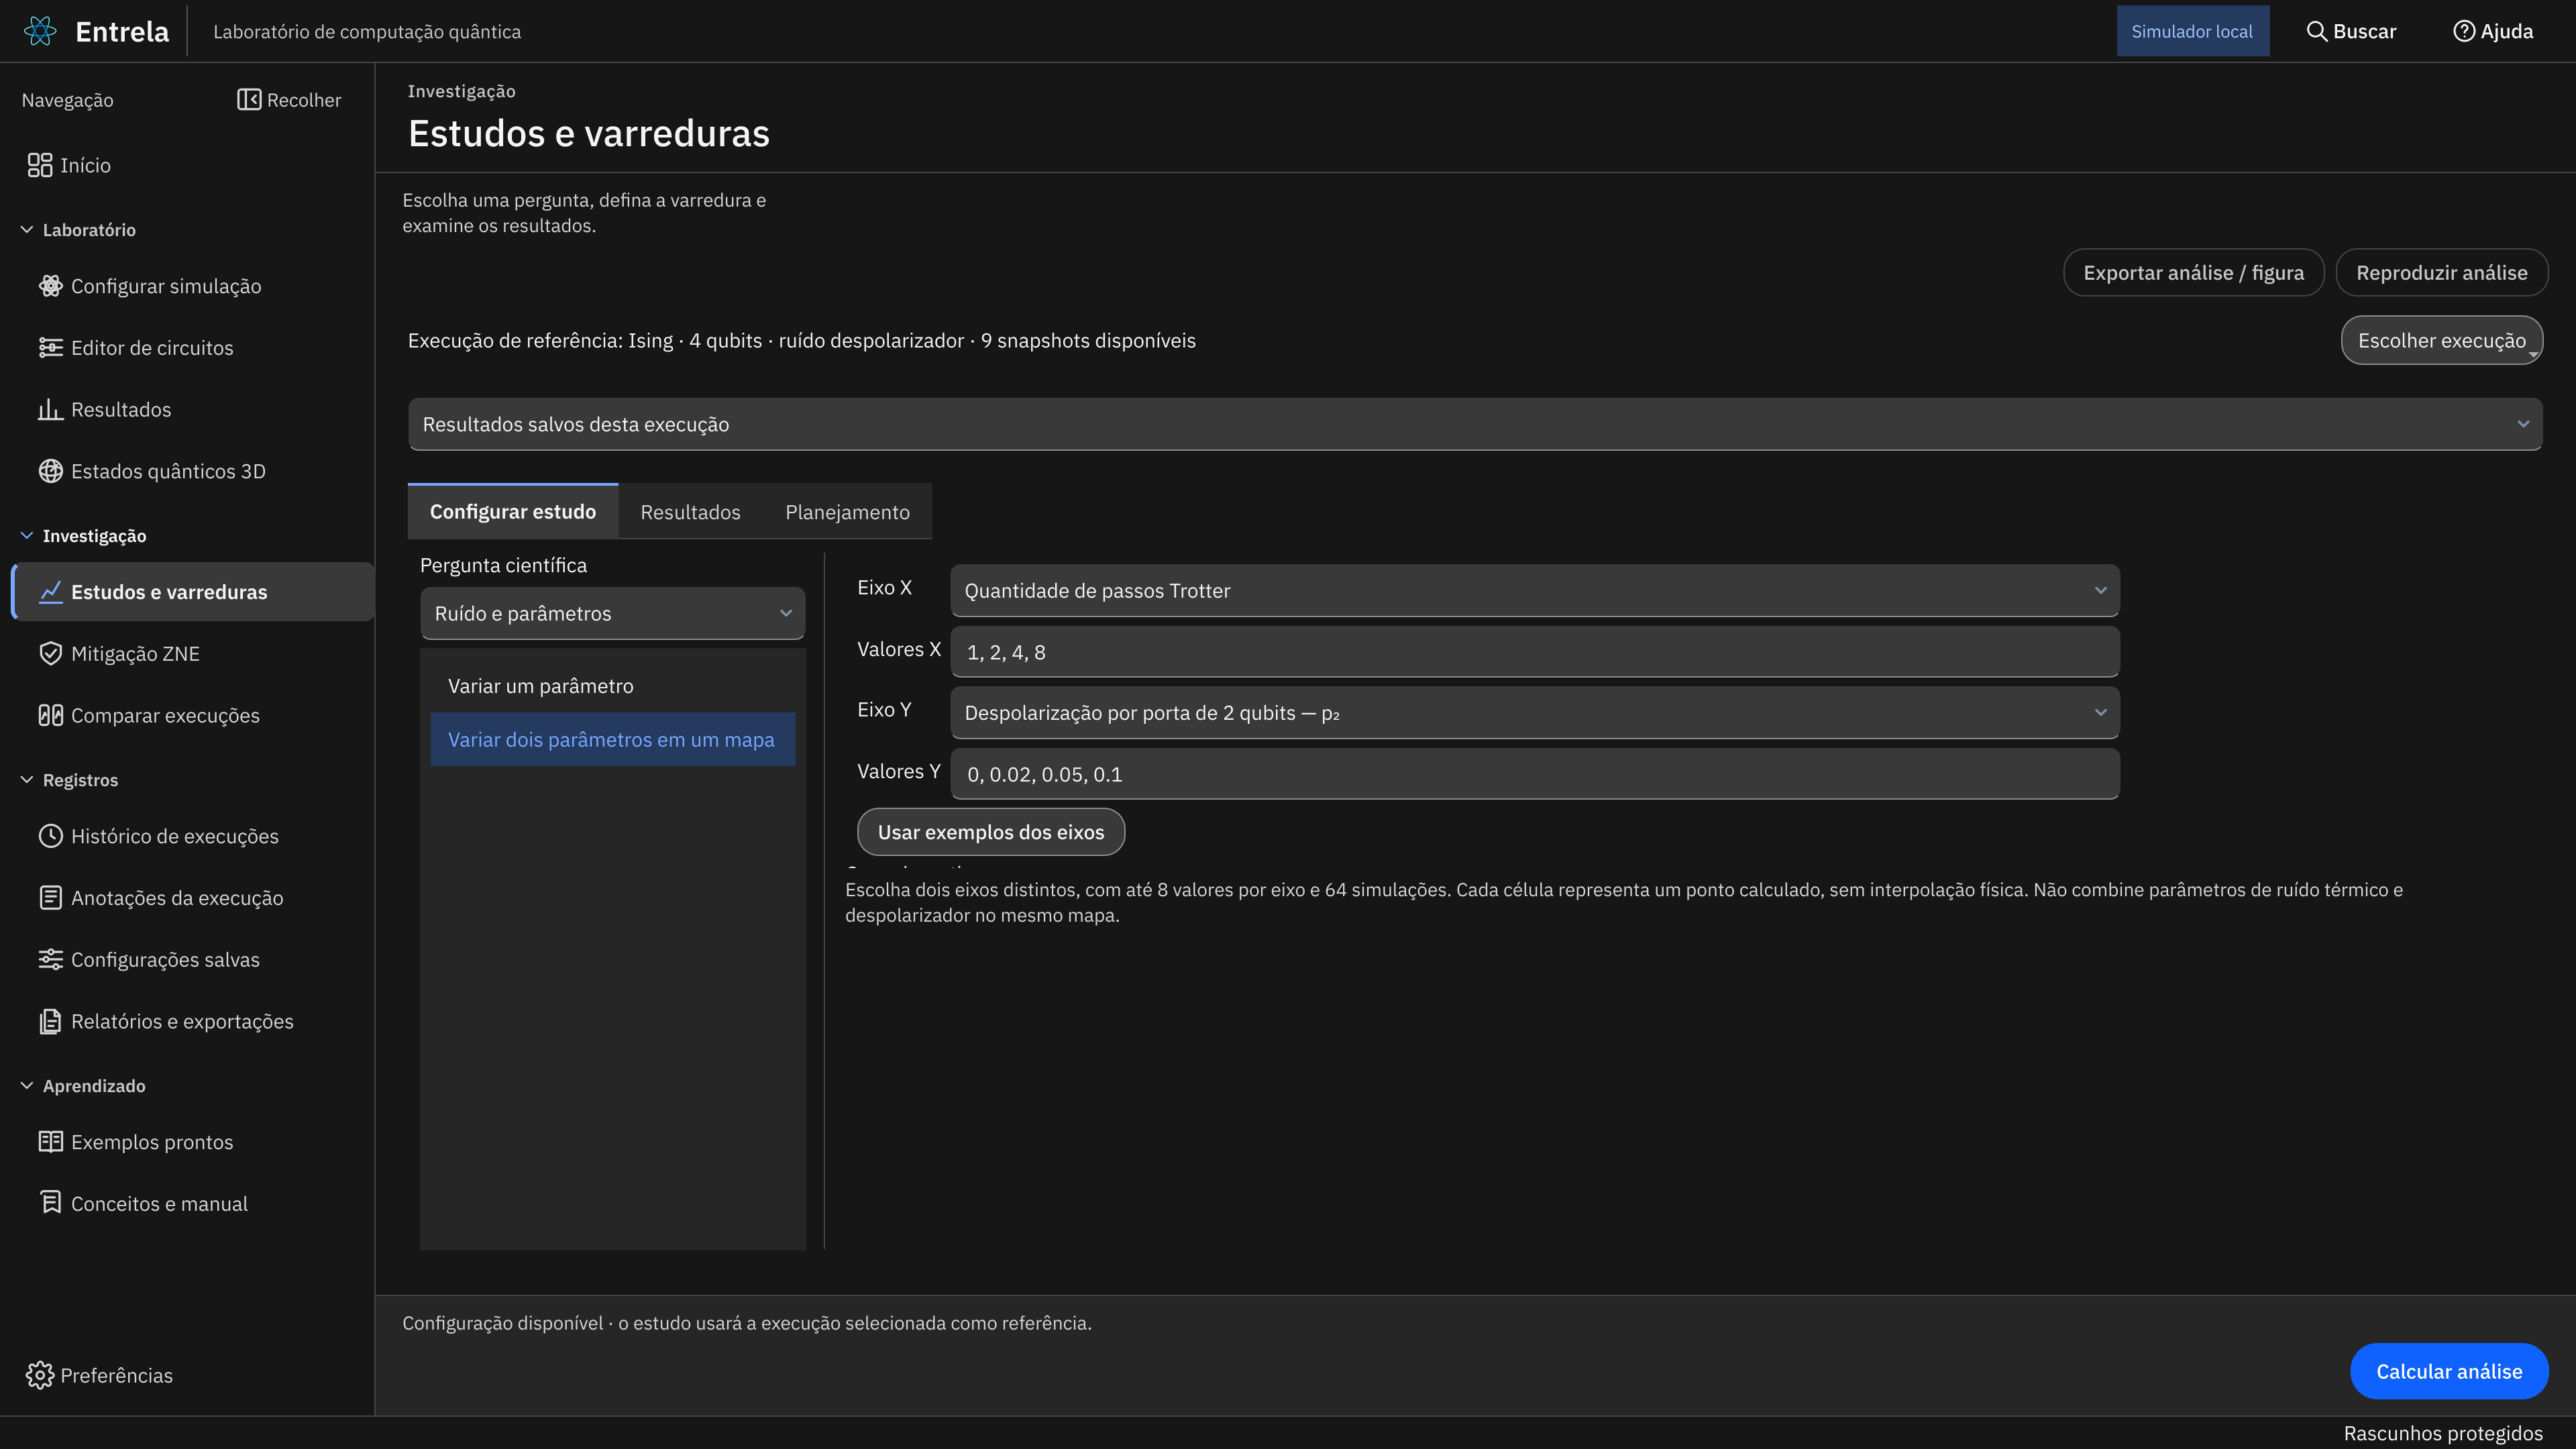 Entrela
Laboratório de computação quântica
Simulador local
Buscar
Ajuda
Navegação
Recolher
Início
Laboratório
Configurar simulação
Editor de circuitos
Resultados
Estados quânticos 3D
Investigação
Estudos e varreduras
Mitigação ZNE
Comparar execuções
Registros
Histórico de execuções
Anotações da execução
Configurações salvas
Relatórios e exportações
Aprendizado
Exemplos prontos
Conceitos e manual
Preferências
Investigação
Estudos e varreduras
Escolha uma pergunta, defina a varredura e
examine os resultados.
Exportar análise / figura
Reproduzir análise
Execução de referência: Ising · 4 qubits · ruído despolarizador · 9 snapshots disponíveis
Escolher execução
Resultados salvos desta execução
Configurar estudo
Resultados
Planejamento
Pergunta científica
Ruído e parâmetros
Variar um parâmetro
Variar dois parâmetros em um mapa
Eixo X
Quantidade de passos Trotter
Valores X
1, 2, 4, 8
Eixo Y
Despolarização por porta de 2 qubits — p₂
Valores Y
0, 0.02, 0.05, 0.1
Usar exemplos dos eixos
Escolha dois eixos distintos, com até 8 valores por eixo e 64 simulações. Cada célula representa um ponto calculado, sem interpolação física. Não combine parâmetros de ruído térmico e
despolarizador no mesmo mapa.
Configuração disponível · o estudo usará a execução selecionada como referência.
Calcular análise
Rascunhos protegidos